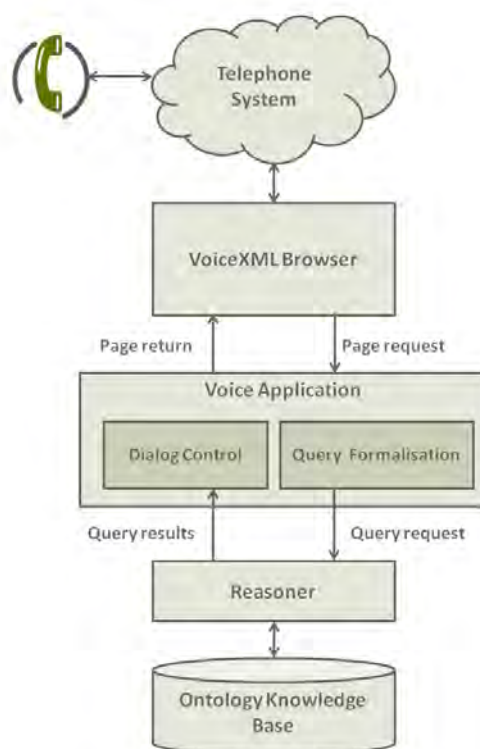 Telephone
System
VoiceXML Browser
Page return
Page request
Voice Application
Dialog Control
Query Formalisation
Query results
Query request
Reasoner
Ontology Knowledge
Base